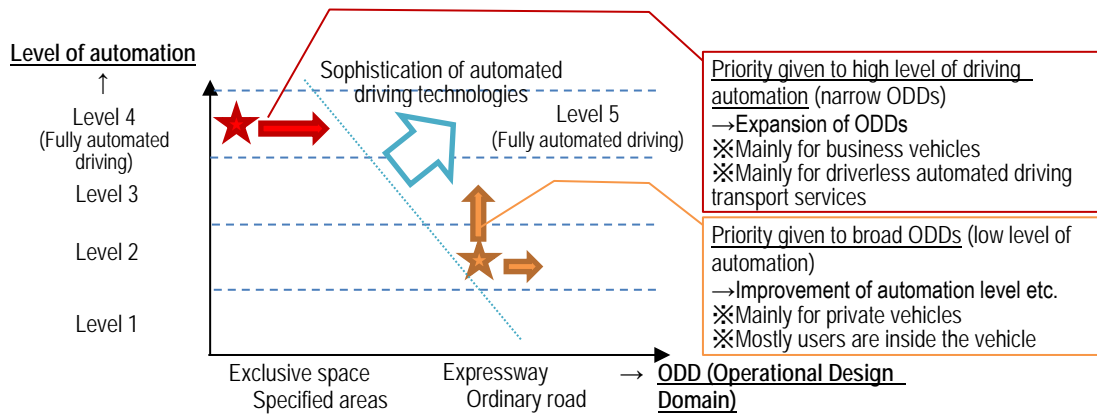 Level of automation
↑
Level 4
(Fully automated
driving)
Level 3
Level 2
Level 1
Sophistication of automated
driving technologies
Level 5
(Fully automated driving)
Exclusive space
Specified areas
Expressway
Ordinary road
→ ODD (Operational Design
Domain)
Priority given to high level of driving
automation (narrow ODDs)
→Expansion of ODDs
※Mainly for business vehicles
※Mainly for driverless automated driving
transport services
Priority given to broad ODDs (low level of
automation)
→Improvement of automation level etc.
※Mainly for private vehicles
※Mostly users are inside the vehicle